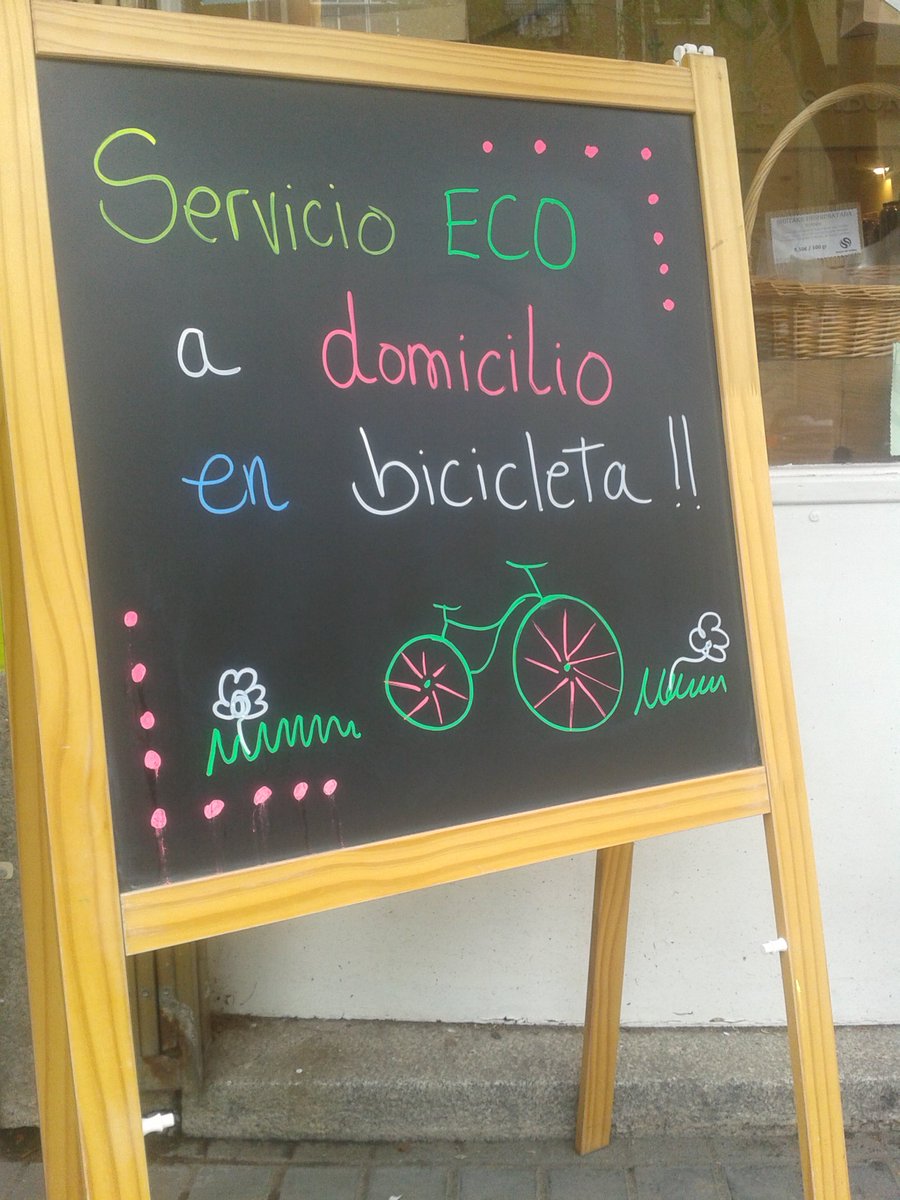 Servicio ECO
a domicilio
en bicicleta !!